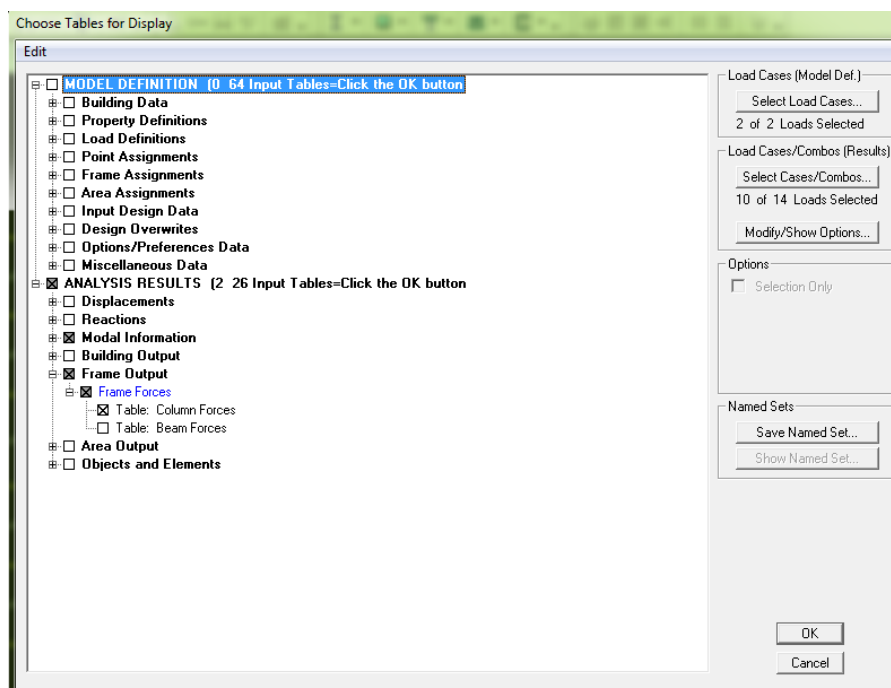 Choose Tables for Display
Edit
MODEL DEFINITION (0 64 Input Tables=Click the OK button
Building Data
Property Definitions
Load Definitions
Point Assignments
Frame Assignments
Area Assignments
Input Design Data
Design Overwrites
Options/Preferences Data
Miscellaneous Data
ANALYSIS RESULTS (2 26 Input Tables=Click the OK button
Displacements
Reactions
Modal Information
Building Output
Frame Output
Frame Forces
Table: Column Forces
Table: Beam Forces
Area Output
Objects and Elements
Load Cases (Model Def.)
Select Load Cases...
2 of 2 Loads Selected
Load Cases/Combos (Results)
Select Cases/Combos...
10 of 14 Loads Selected
Modify/Show Options...
Options
Selection Only
Named Sets
Save Named Set...
Show Named Set...
OK
Cancel